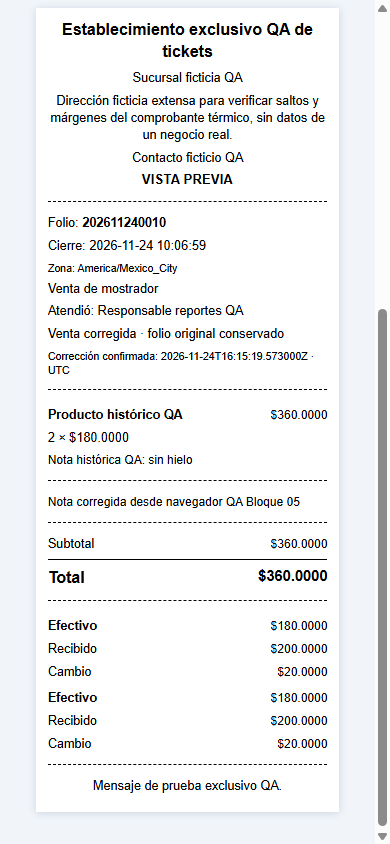 Establecimiento exclusivo QA de
tickets
Sucursal ficticia QA
Dirección ficticia extensa para verificar saltos y
márgenes del comprobante térmico, sin datos de
un negocio real.
Contacto ficticio QA
VISTA PREVIA
Folio: 202611240010
Cierre: 2026-11-24 10:06:59
Zona: America/Mexico_City
Venta de mostrador
Atendió: Responsable reportes QA
Venta corregida · folio original conservado
Corrección confirmada: 2026-11-24T16:15:19.573000Z ·
UTC
Producto histórico QA $360.0000
2 × $180.0000
Nota histórica QA: sin hielo
Nota corregida desde navegador QA Bloque 05
Subtotal $360.0000
Total $360.0000
Efectivo $180.0000
Recibido $200.0000
Cambio $20.0000
Efectivo $180.0000
Recibido $200.0000
Cambio $20.0000
Mensaje de prueba exclusivo QA.